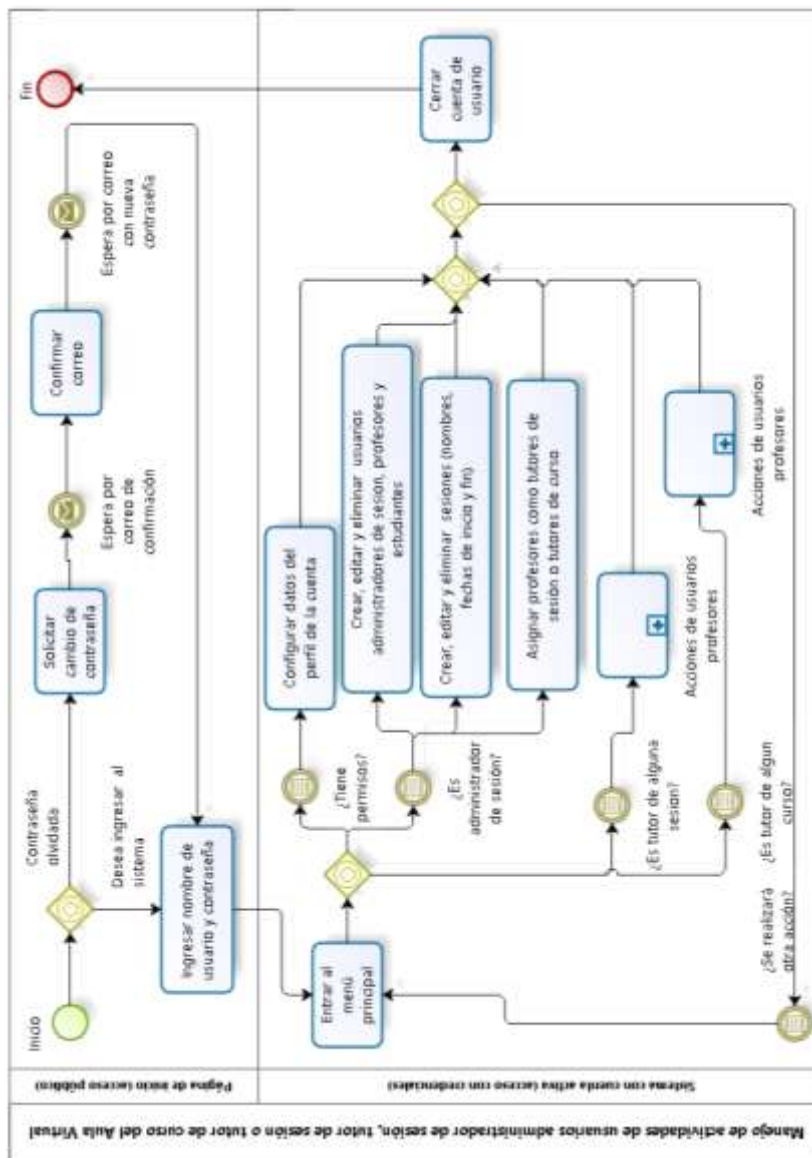 Manejo de actividades de usuarios administrador de sesión, tutor de sesión o tutor de curso del Aula Virtual
Página de inicio (acceso público)
Inicio
Contraseña
olvidada
Desea ingresar al
sistema
Solicitar
cambio de
contraseña
Espera por
correo de
confirmación
Confirmar
correo
Espera por correo
con nueva
contraseña
Fin
Ingresar nombre de
usuario y contraseña
Sistema con cuenta activa (acceso con credenciales)
Entrar al
menú
principal
¿Tiene
permisos?
Configurar datos del
perfil de la cuenta
¿Es
administrador
de sesión?
Crear, editar y eliminar usuarios
administradores de sesion, profesores y
estudiantes
Crear, editar y eliminar sesiones (nombres,
fechas de inicio y fin)
Asignar profesores como tutores de
sesión o tutores de curso
¿Es tutor de alguna
sesion?
Acciones de usuarios
profesores
¿Es tutor de algun
curso?
Acciones de usuarios
profesores
Cerrar
cuenta de
usuario
¿Se realizará
otra acción?